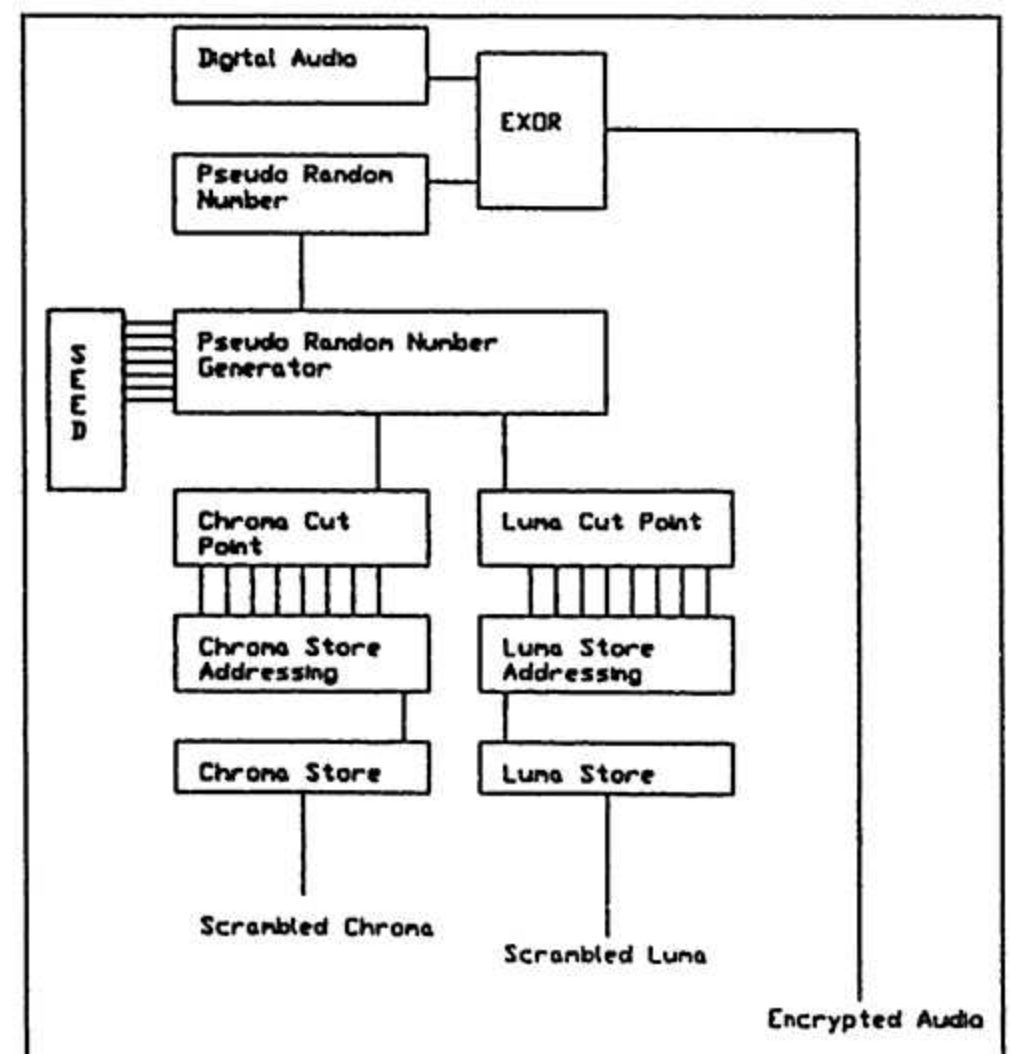 Digital Audio
EXOR
Pseudo Random
Number
SEED
Pseudo Random Number
Generator
Chroma Cut
Point
Luma Cut Point
Chroma Store
Addressing
Luma Store
Addressing
Chroma Store
Luma Store
Scrambled Chroma
Scrambled Luma
Encrypted Audio